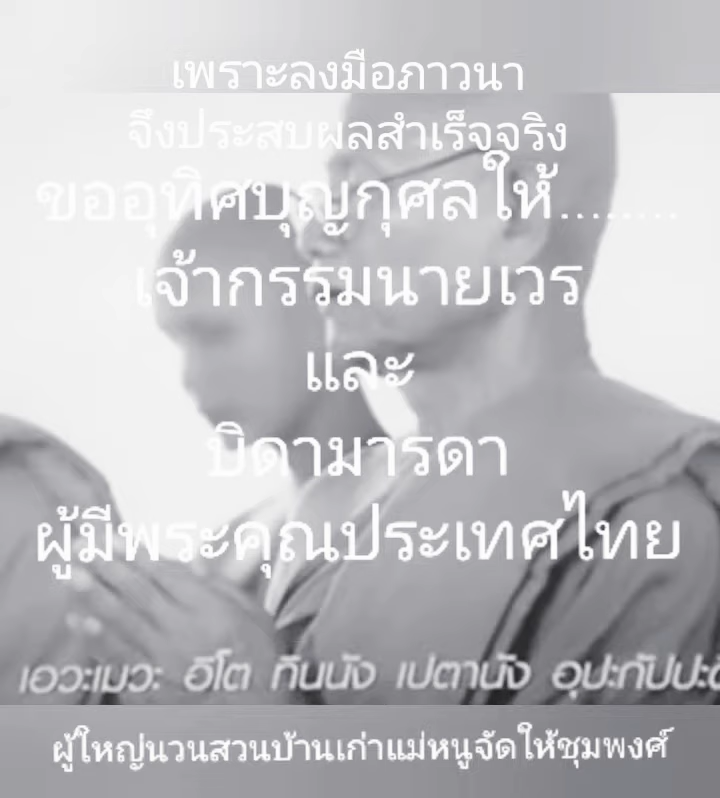 เพราะลงมือภาวนา
จึงประสบผลสำเร็จจริง
ขออุทิศบุญกุศลให้........
เจ้ากรรมนายเวร
และ
บิดามารดา
ผู้มีพระคุณประเทศไทย
เอวะเมวะ อิโต ทินนัง เปตานัง อุปะกัปปะ
ผู้ใหญ่นวนสวนบ้านเก่าแม่หนูจัดให้ชุมพงศ์